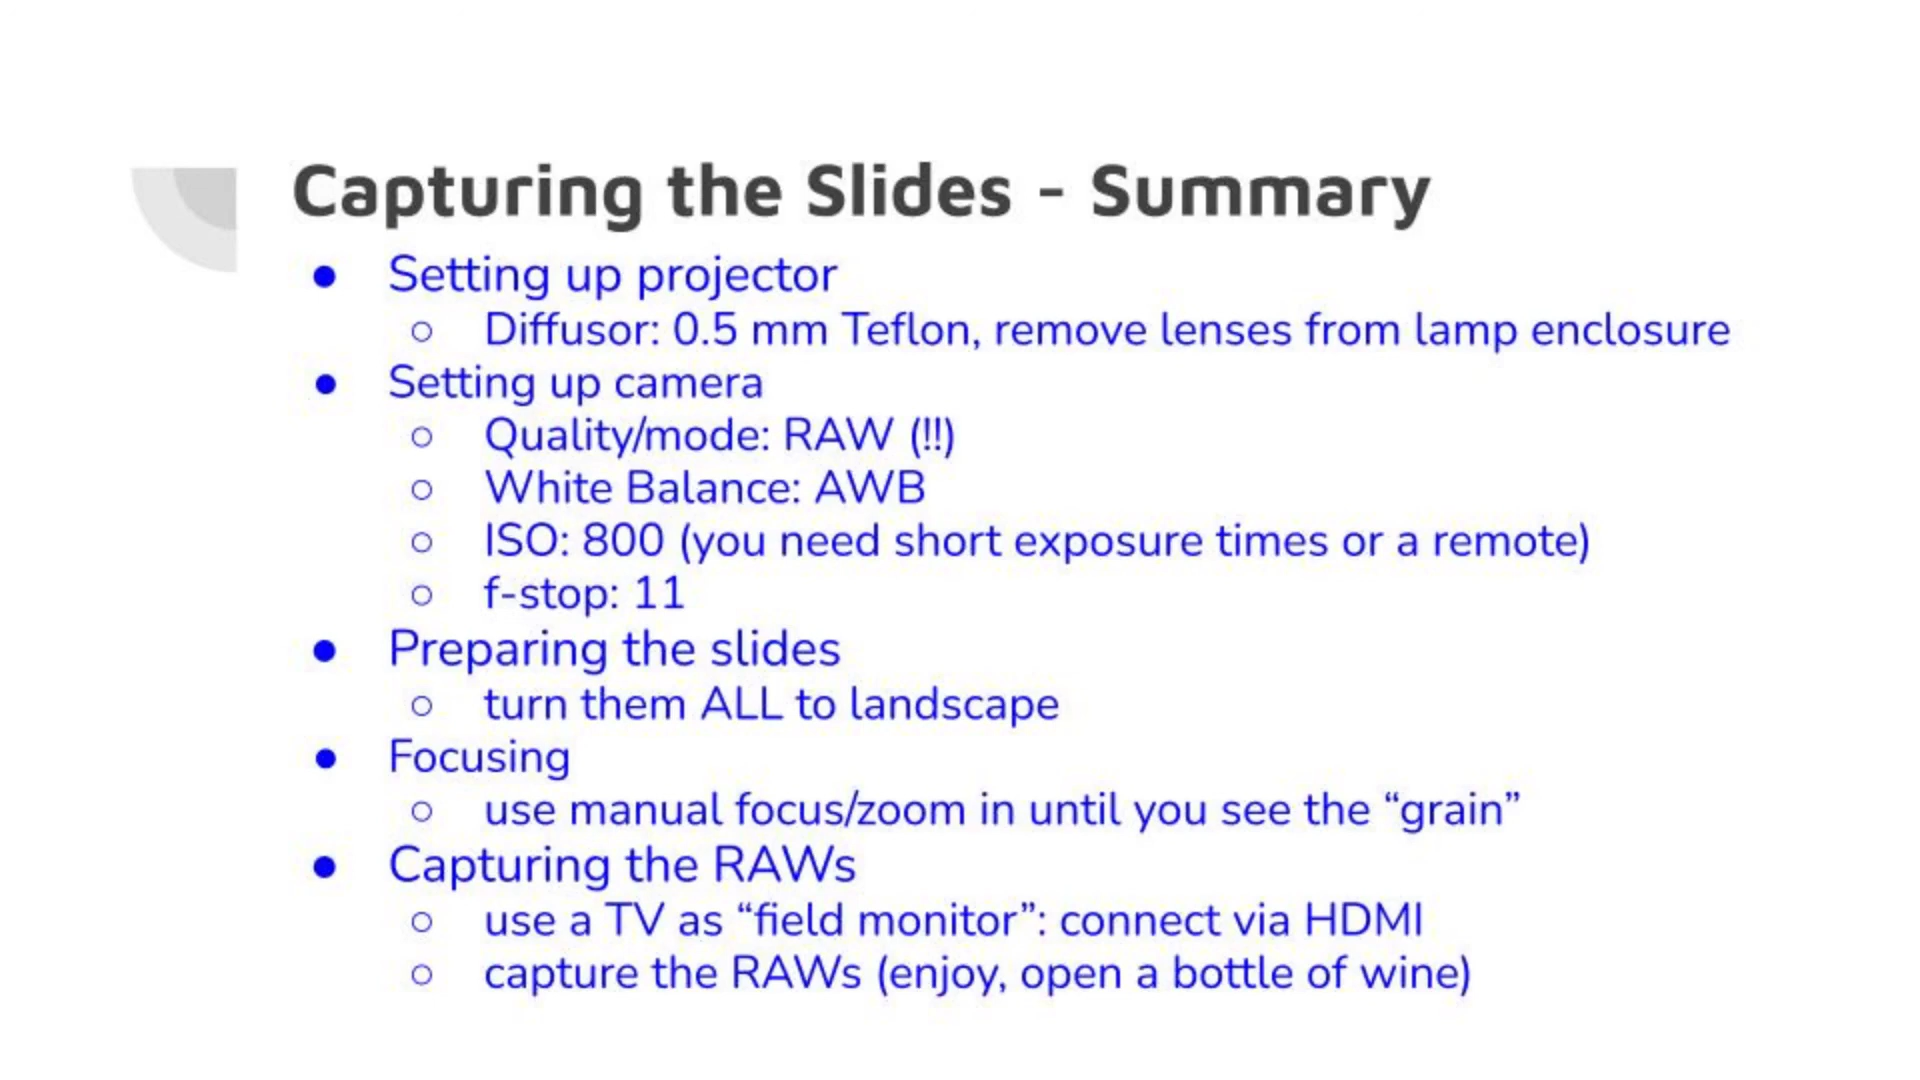 Capturing the Slides - Summary
● Setting up projector
○ Diffusor: 0.5 mm Teflon, remove lenses from lamp enclosure
● Setting up camera
○ Quality/mode: RAW (!!)
○ White Balance: AWB
○ ISO: 800 (you need short exposure times or a remote)
○ f-stop: 11
● Preparing the slides
○ turn them ALL to landscape
● Focusing
○ use manual focus/zoom in until you see the “grain”
● Capturing the RAWs
○ use a TV as “field monitor”: connect via HDMI
○ capture the RAWs (enjoy, open a bottle of wine)